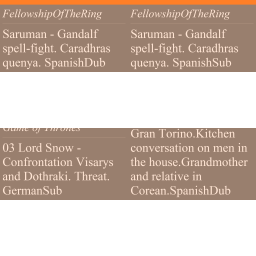 FellowshipOfTheRing
Saruman - Gandalf
spell-fight. Caradhras
quenya. SpanishDub
FellowshipOfTheRing
Saruman - Gandalf
spell-fight. Caradhras
quenya. SpanishSub
Game of Thrones
03 Lord Snow -
Confrontation Visarys
and Dothraki. Threat.
GermanSub
Gran Torino.Kitchen
conversation on men in
the house.Grandmother
and relative in
Corean.SpanishDub